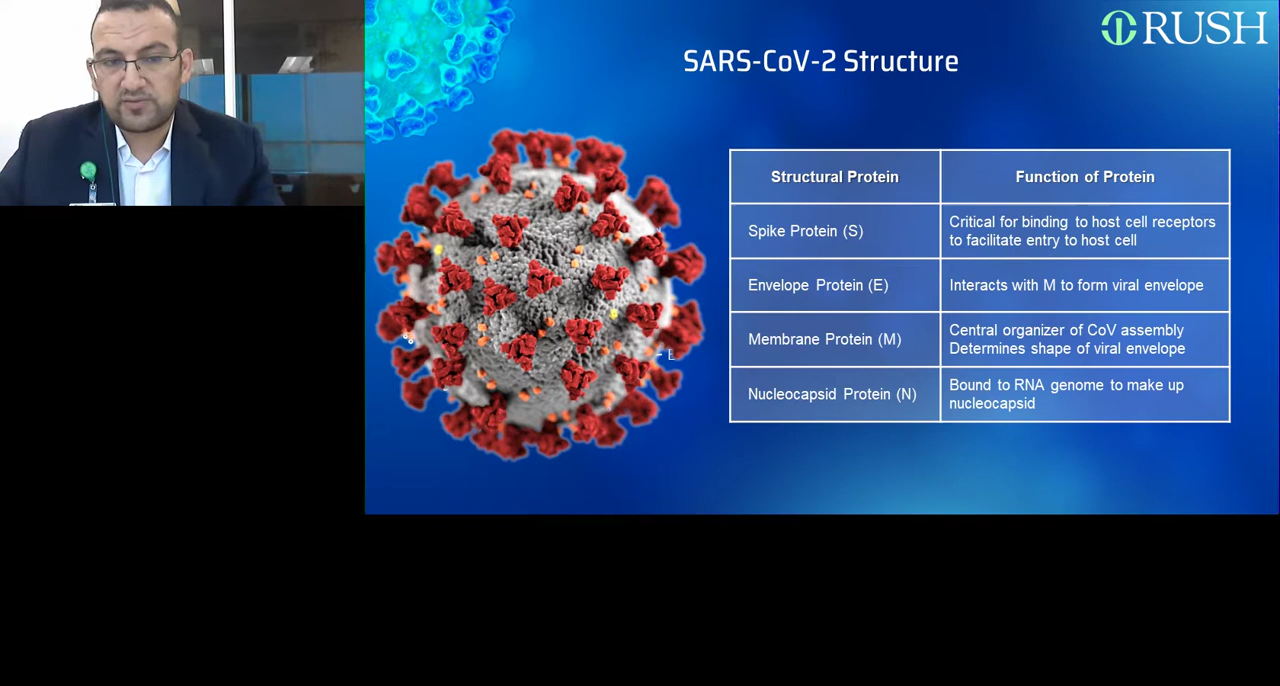 RUSH
SARS-CoV-2 Structure
Structural Protein
Function of Protein
Spike Protein (S)
Critical for binding to host cell receptors
to facilitate entry to host cell
Envelope Protein (E)
Interacts with M to form viral envelope
Membrane Protein (M)
Central organizer of CoV assembly
Determines shape of viral envelope
Nucleocapsid Protein (N)
Bound to RNA genome to make up
nucleocapsid
E